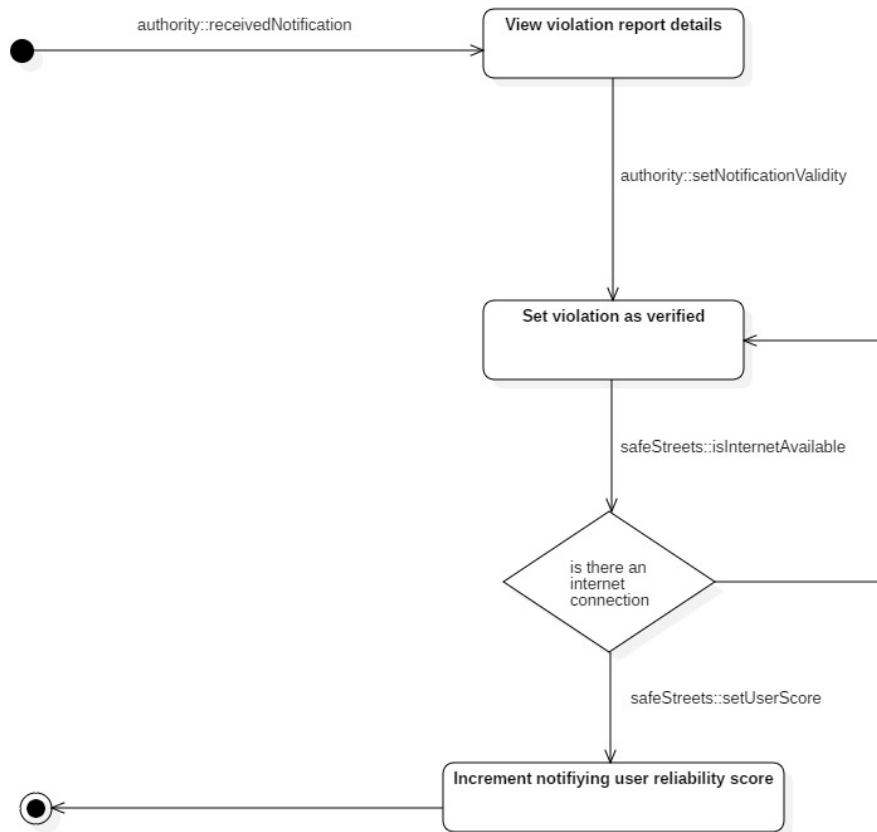 authority::receivedNotification
View violation report details
authority::setNotificationValidity
Set violation as verified
safeStreets::isInternetAvailable
is there an
internet
connection
safeStreets::setUserScore
Increment notifiying user reliability score